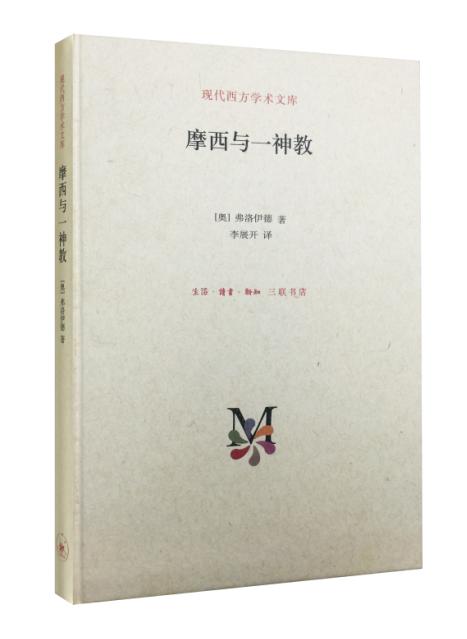 现代西方学术文库
摩西与一神教
[奥] 弗洛伊德 著
李展开 译
生活·读书·新知 三联书店
M
现代西方学术文库
摩西与一神教
[奥] 弗洛伊德 著